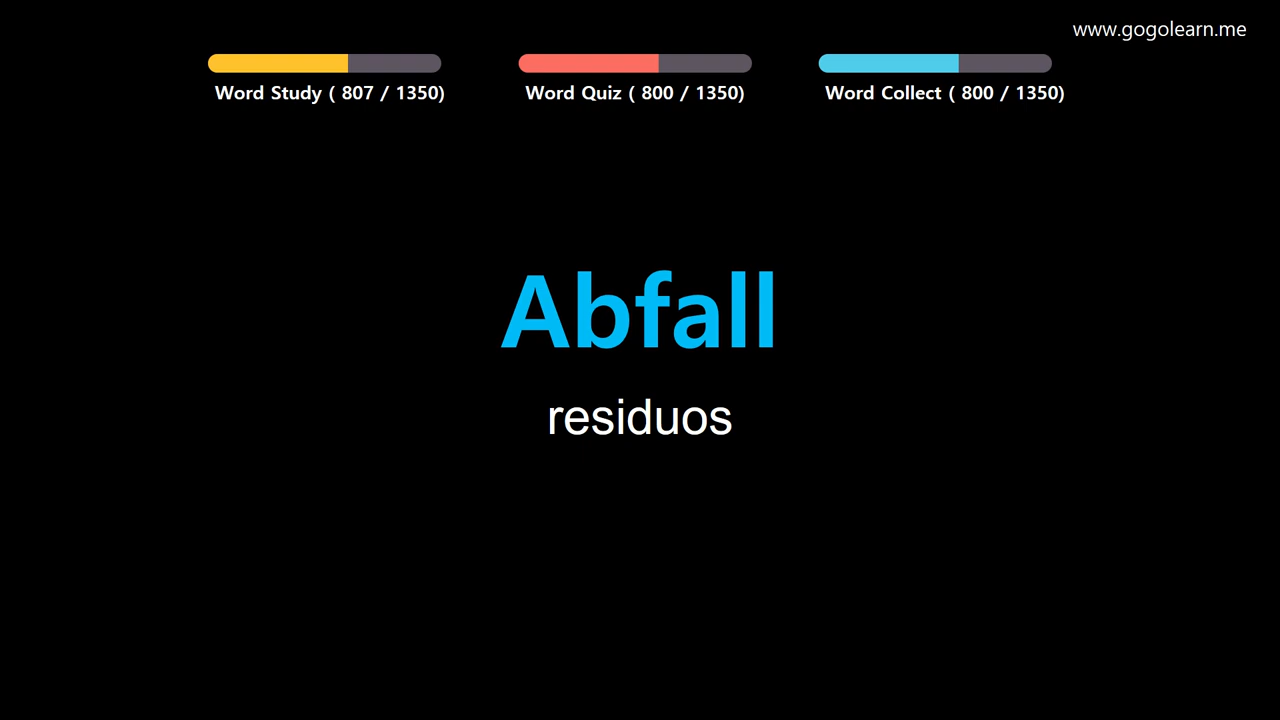 www.gogolearn.me
Word Study ( 807 / 1350)
Word Quiz ( 800 / 1350)
Word Collect ( 800 / 1350)
Abfall
residuos